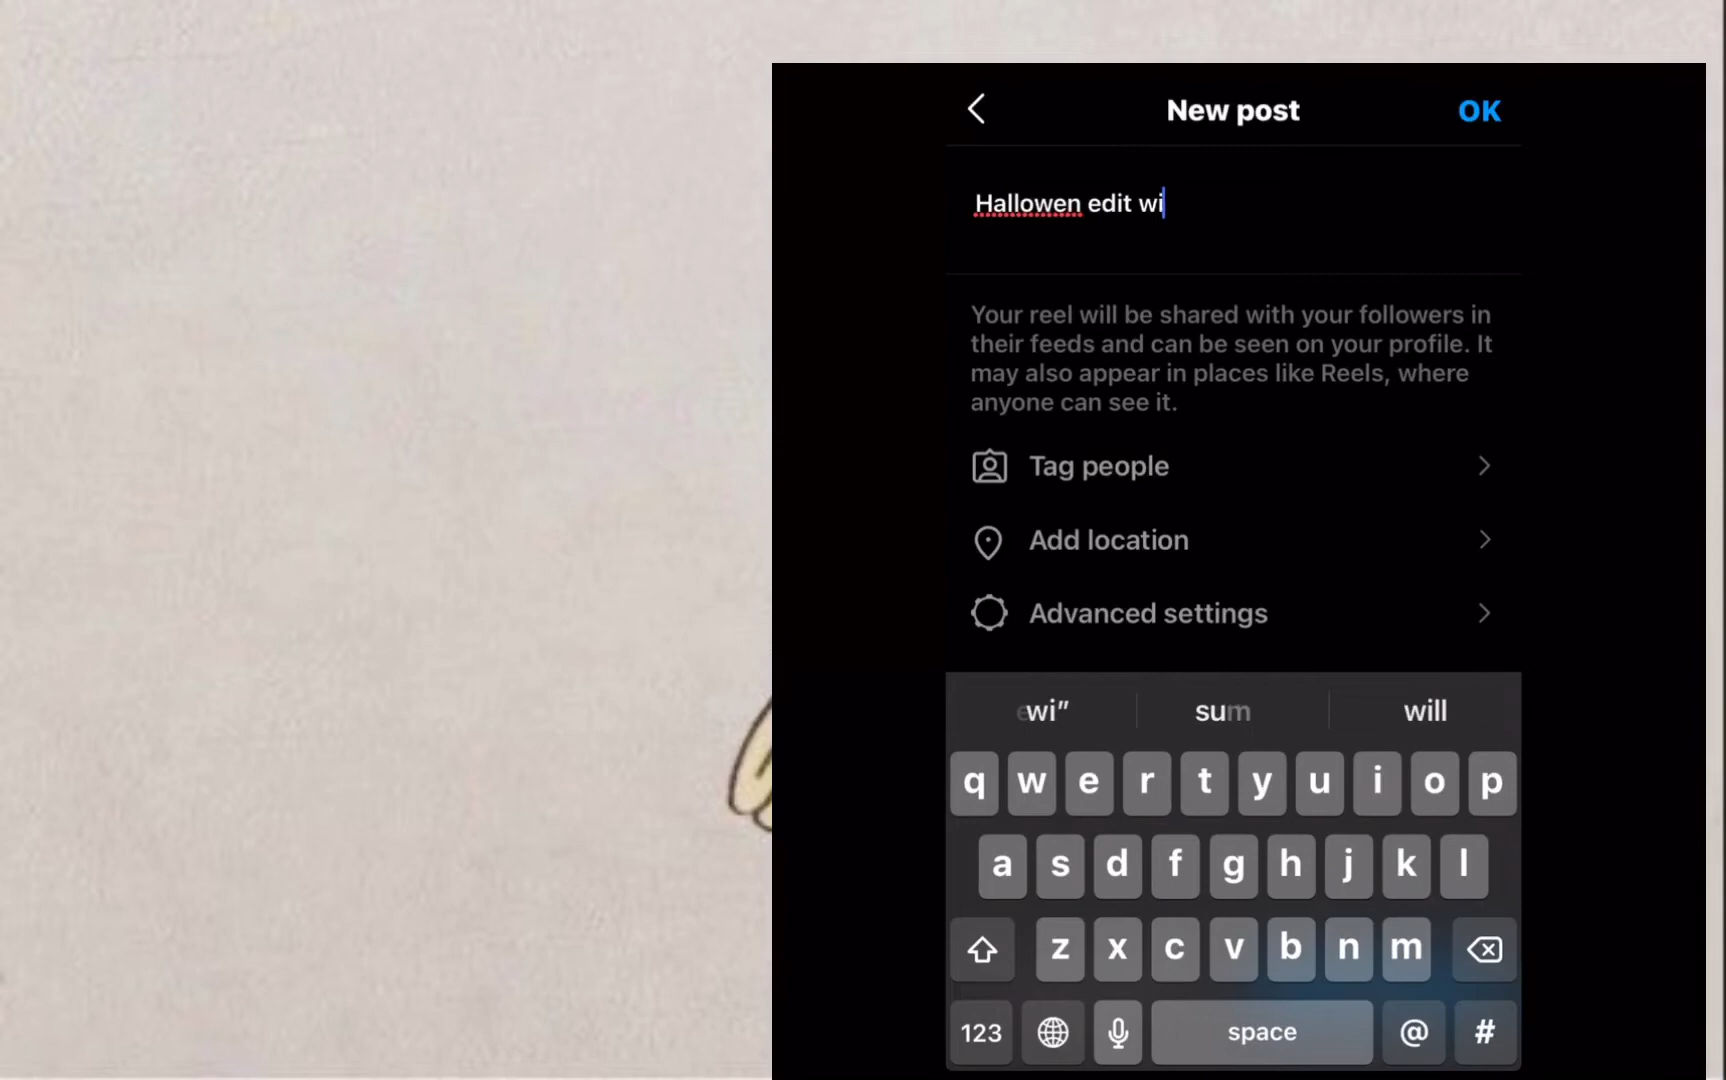 New post OK
Hallowen edit wi
Your reel will be shared with your followers in
their feeds and can be seen on your profile. It
may also appear in places like Reels, where
anyone can see it.
Tag people
Add location
Advanced settings
wi” sum will
q w e r t y u i o p
a s d f g h j k l
z x c v b n m
123 space @ #